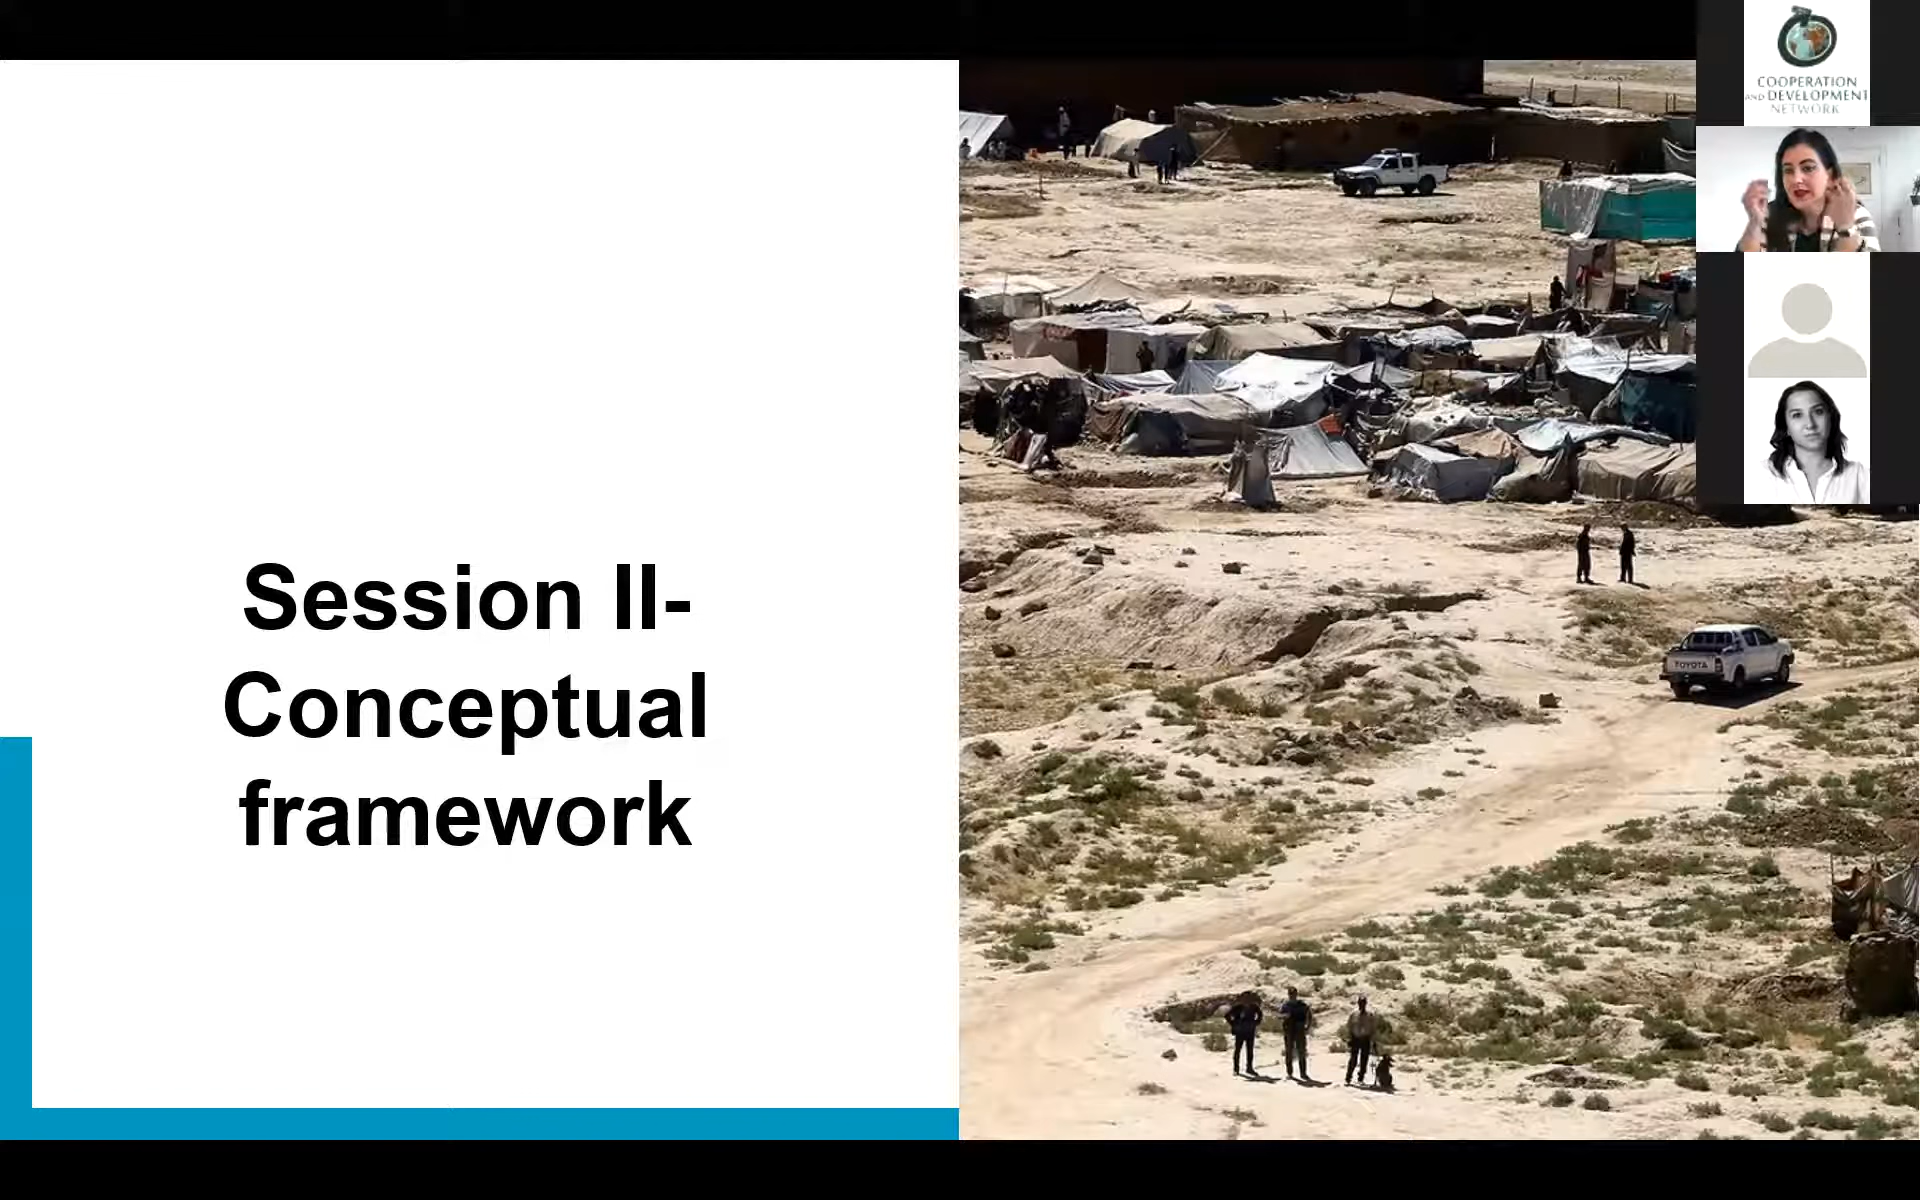 Session II-
Conceptual
framework
COOPERATION
AND DEVELOPMENT
NETWORK
TOYOTA